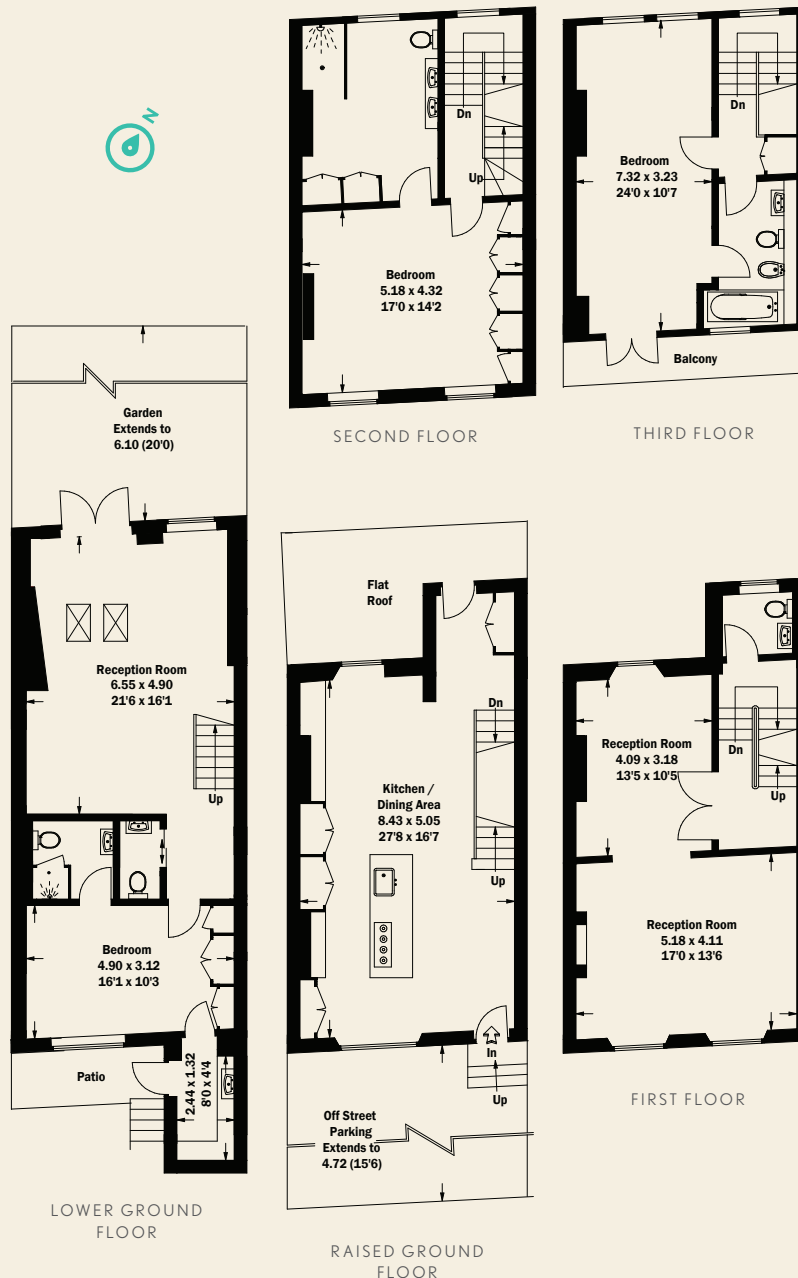 N
Dn
Up
Bedroom
5.18 x 4.32
17'0 x 14'2
SECOND FLOOR
Dn
Bedroom
7.32 x 3.23
24'0 x 10'7
Balcony
THIRD FLOOR
Garden
Extends to
6.10 (20'0)
Reception Room
6.55 x 4.90
21'6 x 16'1
Up
Bedroom
4.90 x 3.12
16'1 x 10'3
Patio
2.44 x 1.32
8'0 x 4'4
LOWER GROUND
FLOOR
Flat
Roof
Dn
Kitchen /
Dining Area
8.43 x 5.05
27'8 x 16'7
Up
In
Up
Off Street
Parking
Extends to
4.72 (15'6)
RAISED GROUND
FLOOR
Reception Room
4.09 x 3.18
13'5 x 10'5
Dn
Up
Reception Room
5.18 x 4.11
17'0 x 13'6
FIRST FLOOR